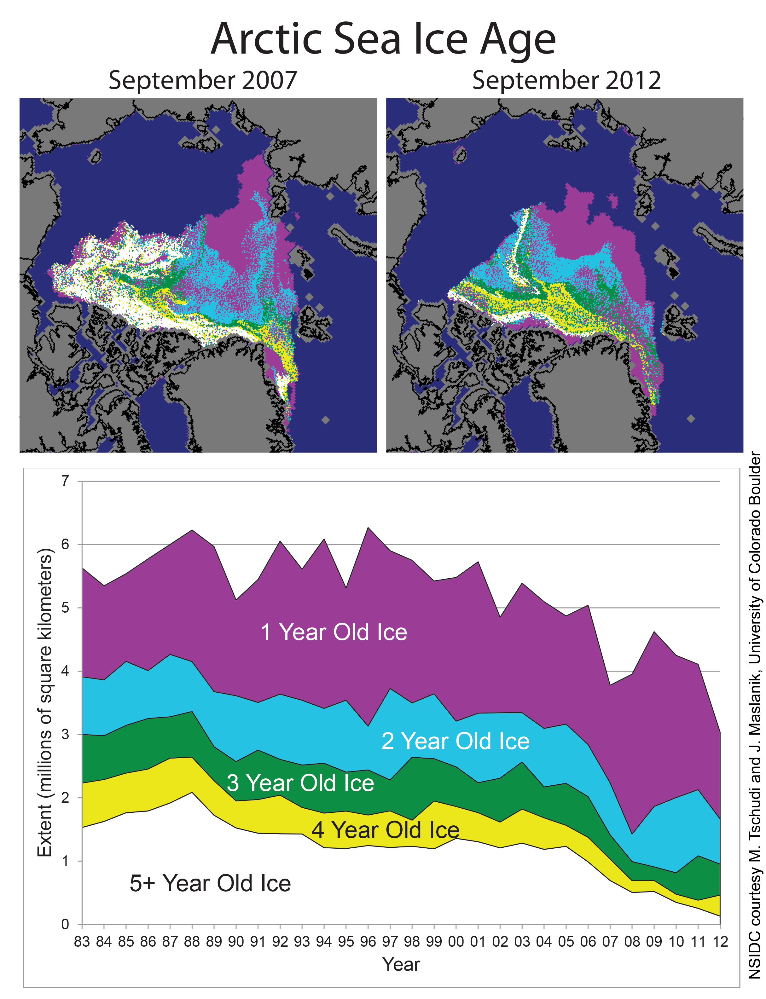 Arctic Sea Ice Age
September 2007
September 2012
7
6
5
4
3
2
1
0
Extent (millions of square kilometers)
1 Year Old Ice
2 Year Old Ice
3 Year Old Ice
4 Year Old Ice
5+ Year Old Ice
83 84 85 86 87 88 89 90 91 92 93 94 95 96 97 98 99 00 01 02 03 04 05 06 07 08 09 10 11 12
Year
NSIDC courtesy M. Tschudi and J. Maslanik, University of Colorado Boulder